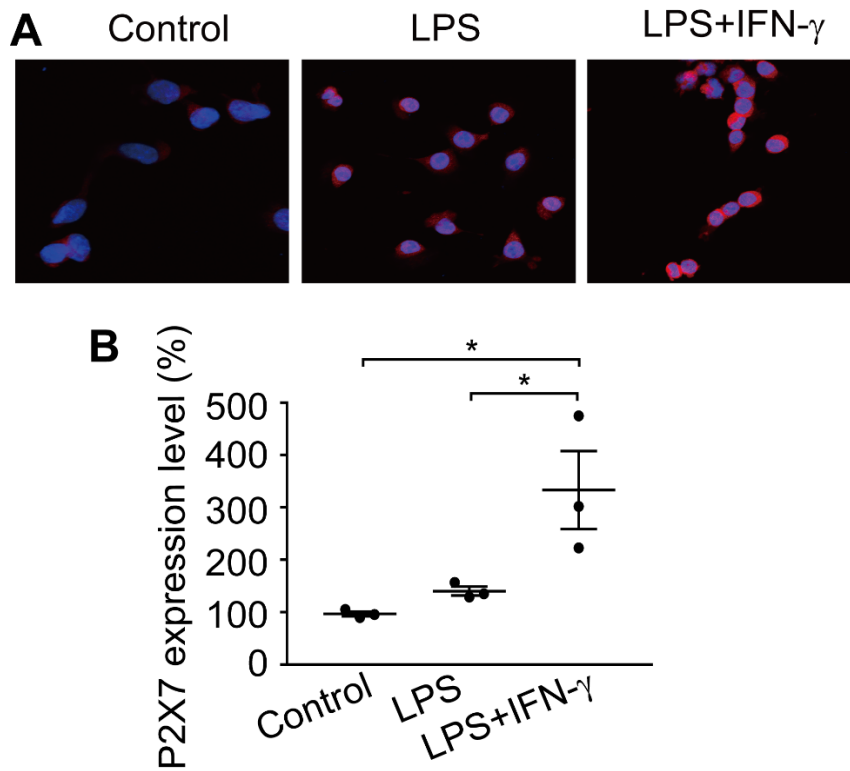 A
Control
LPS
LPS+IFN-γ
B
P2X7 expression level (%)
*
*
500
400
300
200
100
0
Control
LPS
LPS+IFN-γ